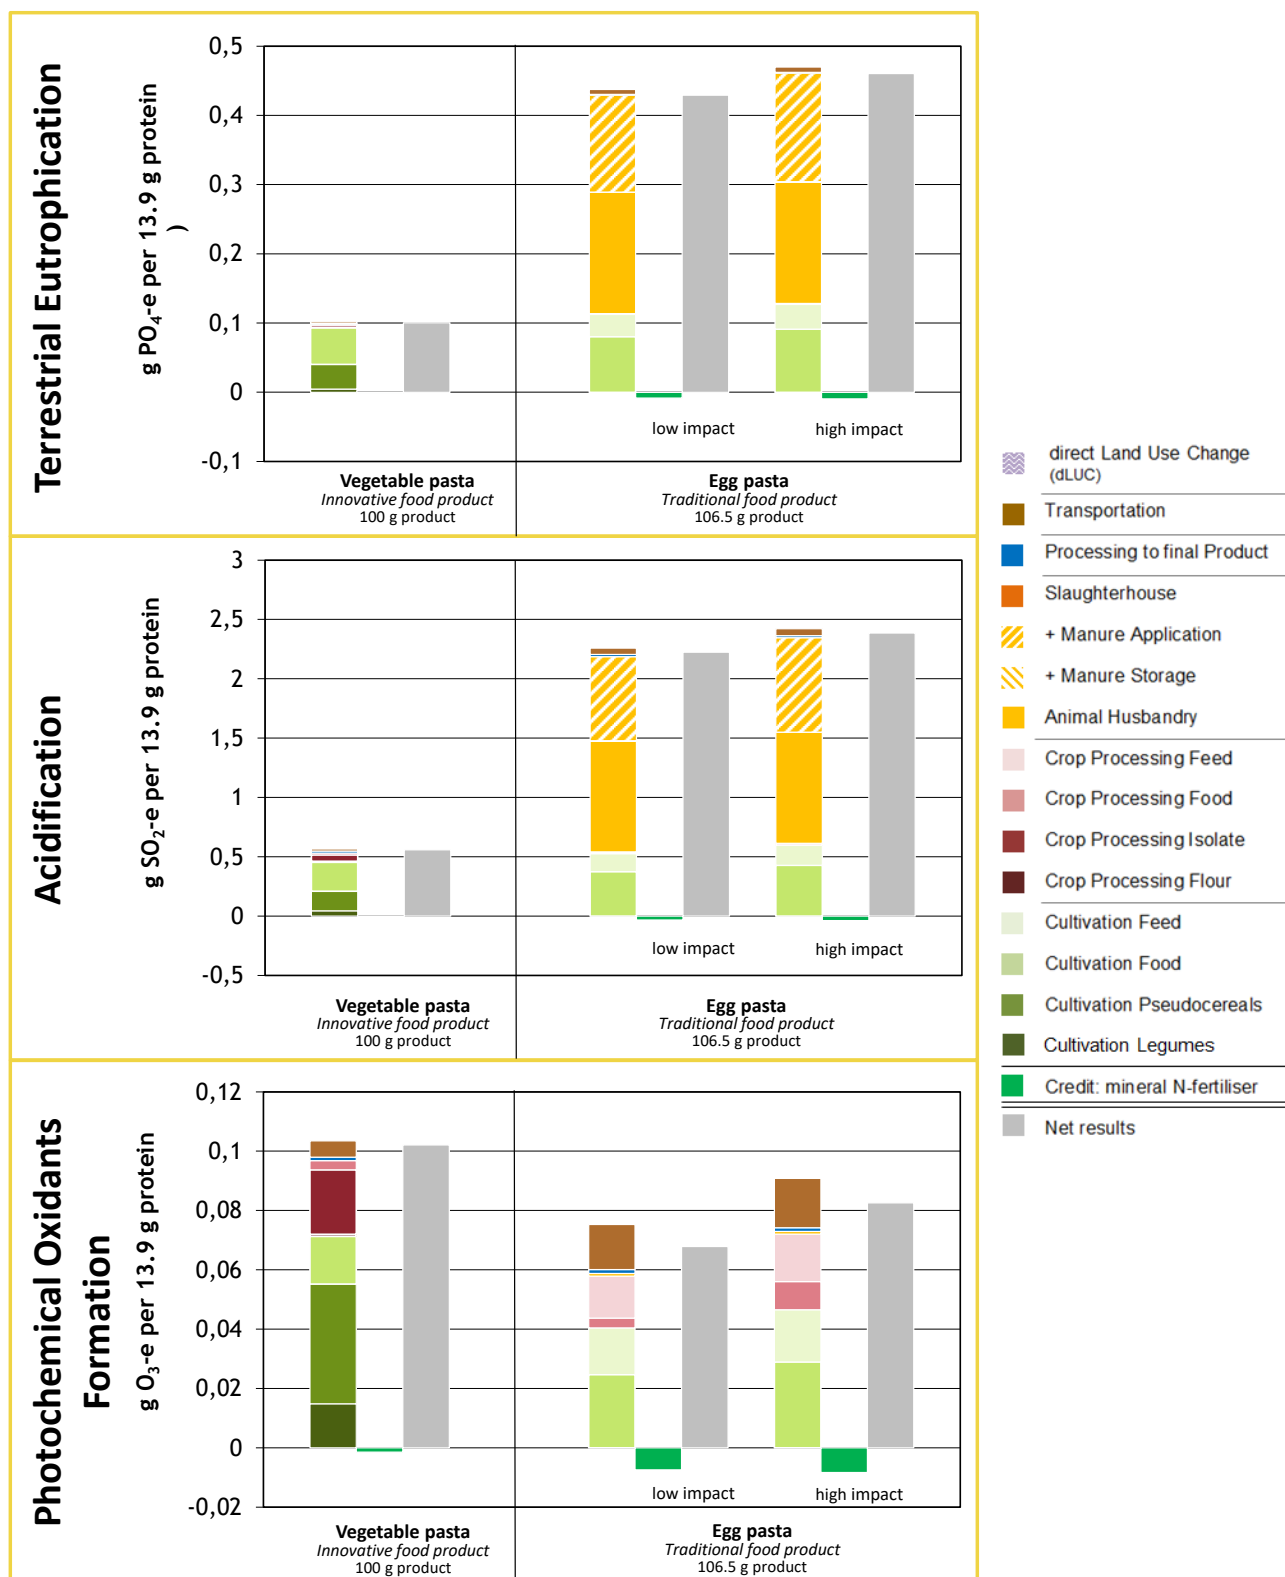 Terrestrial Eutrophication
g PO₄-e per 13.9 g protein
)
0,5
0,4
0,3
0,2
0,1
0
-0,1
low impact
high impact
Vegetable pasta
Innovative food product
100 g product
Egg pasta
Traditional food product
106.5 g product
Acidification
g SO₂-e per 13.9 g protein
3
2,5
2
1,5
1
0,5
0
-0,5
low impact
high impact
Vegetable pasta
Innovative food product
100 g product
Egg pasta
Traditional food product
106.5 g product
Photochemical Oxidants
Formation
g O₃-e per 13.9 g protein
0,12
0,1
0,08
0,06
0,04
0,02
0
-0,02
low impact
high impact
Vegetable pasta
Innovative food product
100 g product
Egg pasta
Traditional food product
106.5 g product
direct Land Use Change
(dLUC)
Transportation
Processing to final Product
Slaughterhouse
+ Manure Application
+ Manure Storage
Animal Husbandry
Crop Processing Feed
Crop Processing Food
Crop Processing Isolate
Crop Processing Flour
Cultivation Feed
Cultivation Food
Cultivation Pseudocereals
Cultivation Legumes
Credit: mineral N-fertiliser
Net results